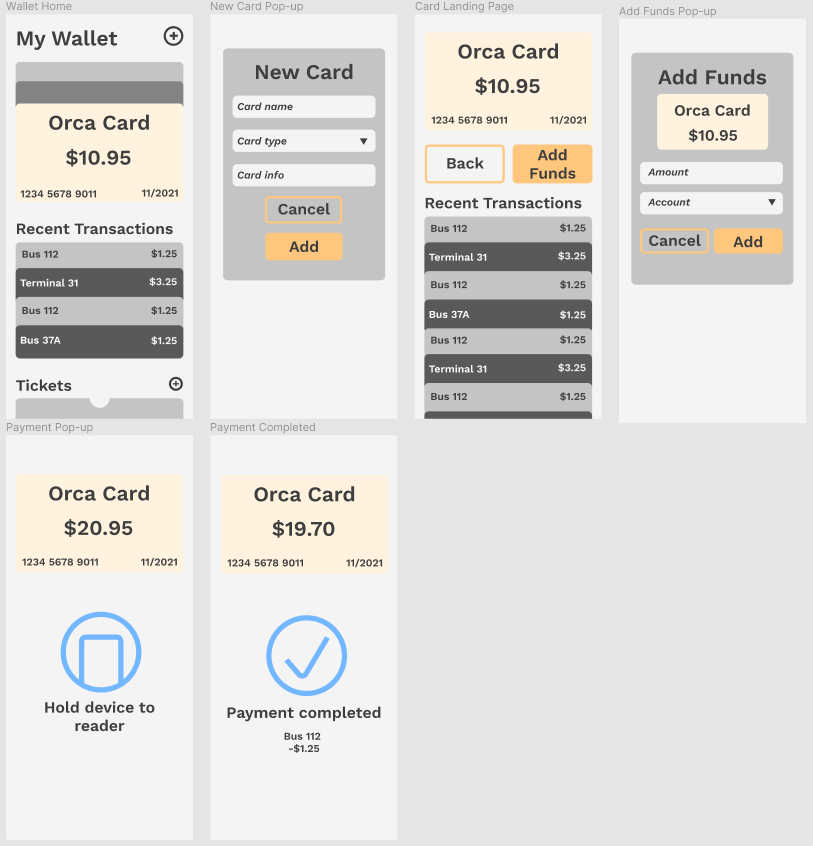 Wallet Home
My Wallet
Orca Card
$10.95
1234 5678 9011 11/2021
Recent Transactions
Bus 112 $1.25
Terminal 31 $3.25
Bus 112 $1.25
Bus 37A $1.25
Tickets
New Card Pop-up
New Card
Card name
Card type
Card info
Cancel
Add
Card Landing Page
Orca Card
$10.95
1234 5678 9011 11/2021
Back
Add
Funds
Recent Transactions
Bus 112 $1.25
Terminal 31 $3.25
Bus 112 $1.25
Bus 37A $1.25
Bus 112 $1.25
Terminal 31 $3.25
Bus 112 $1.25
Add Funds Pop-up
Add Funds
Orca Card
$10.95
Amount
Account
Cancel Add
Payment Pop-up
Orca Card
$20.95
1234 5678 9011 11/2021
Hold device to
reader
Payment Completed
Orca Card
$19.70
1234 5678 9011 11/2021
Payment completed
Bus 112
-$1.25